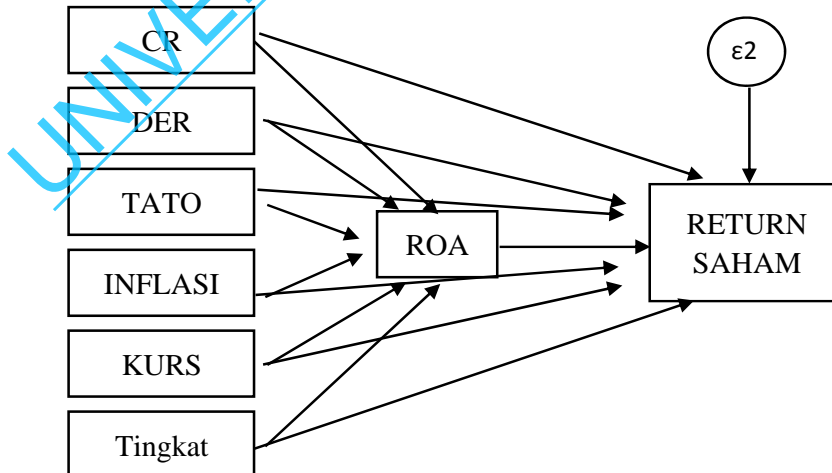 CR
DER
TATO
INFLASI
KURS
Tingkat
ROA
ε2
RETURN
SAHAM